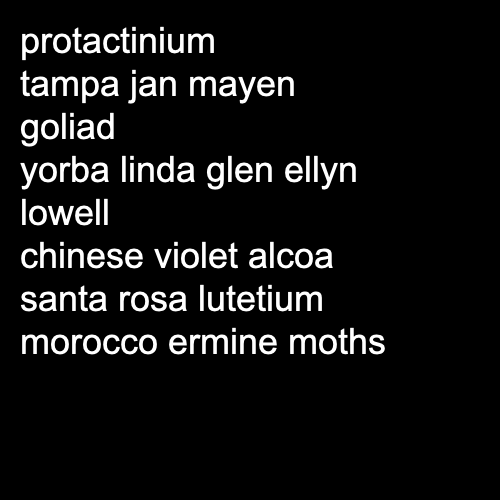 protactinium
tampa jan mayen
goliad
yorba linda glen ellyn
lowell
chinese violet alcoa
santa rosa lutetium
morocco ermine moths